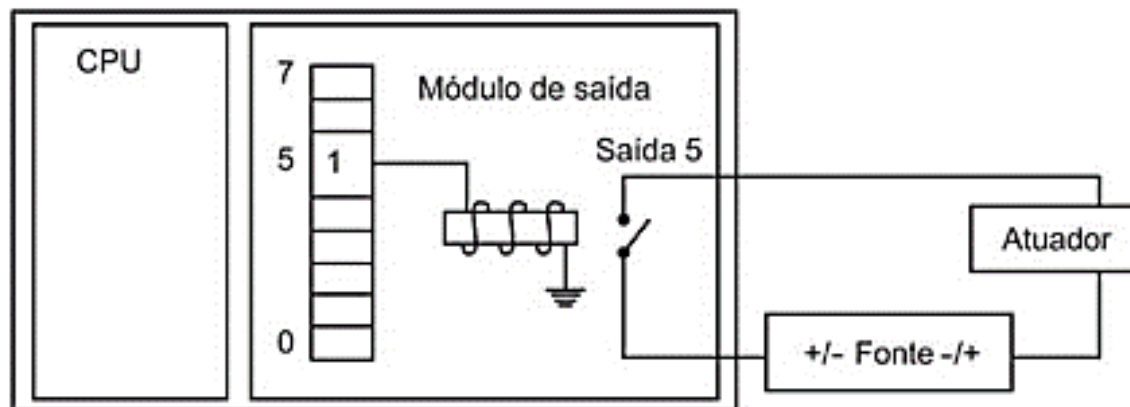 CPU
7
Módulo de saída
Saída 5
5
1
Atuador
0
+/- Fonte -/+